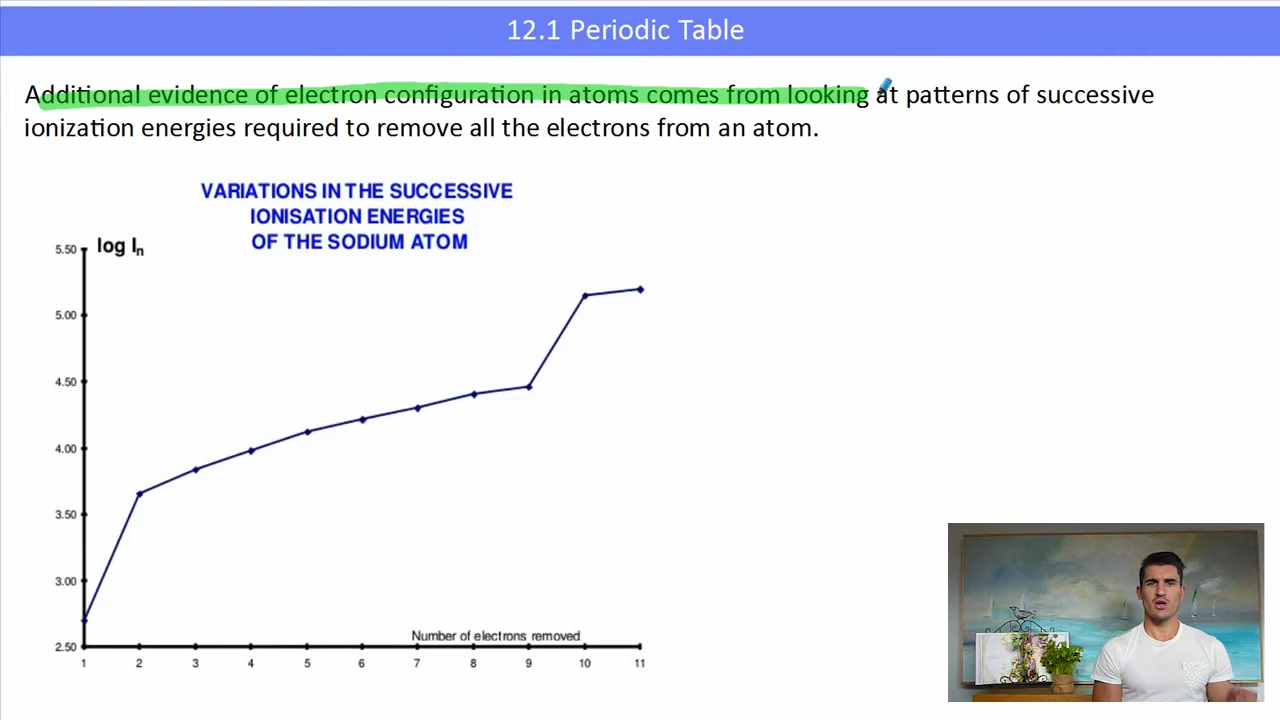 12.1 Periodic Table
Additional evidence of electron configuration in atoms comes from looking at patterns of successive
ionization energies required to remove all the electrons from an atom.
VARIATIONS IN THE SUCCESSIVE
IONISATION ENERGIES
OF THE SODIUM ATOM
log In
5.50
5.00
4.50
4.00
3.50
3.00
2.50
Number of electrons removed
1 2 3 4 5 6 7 8 9 10 11